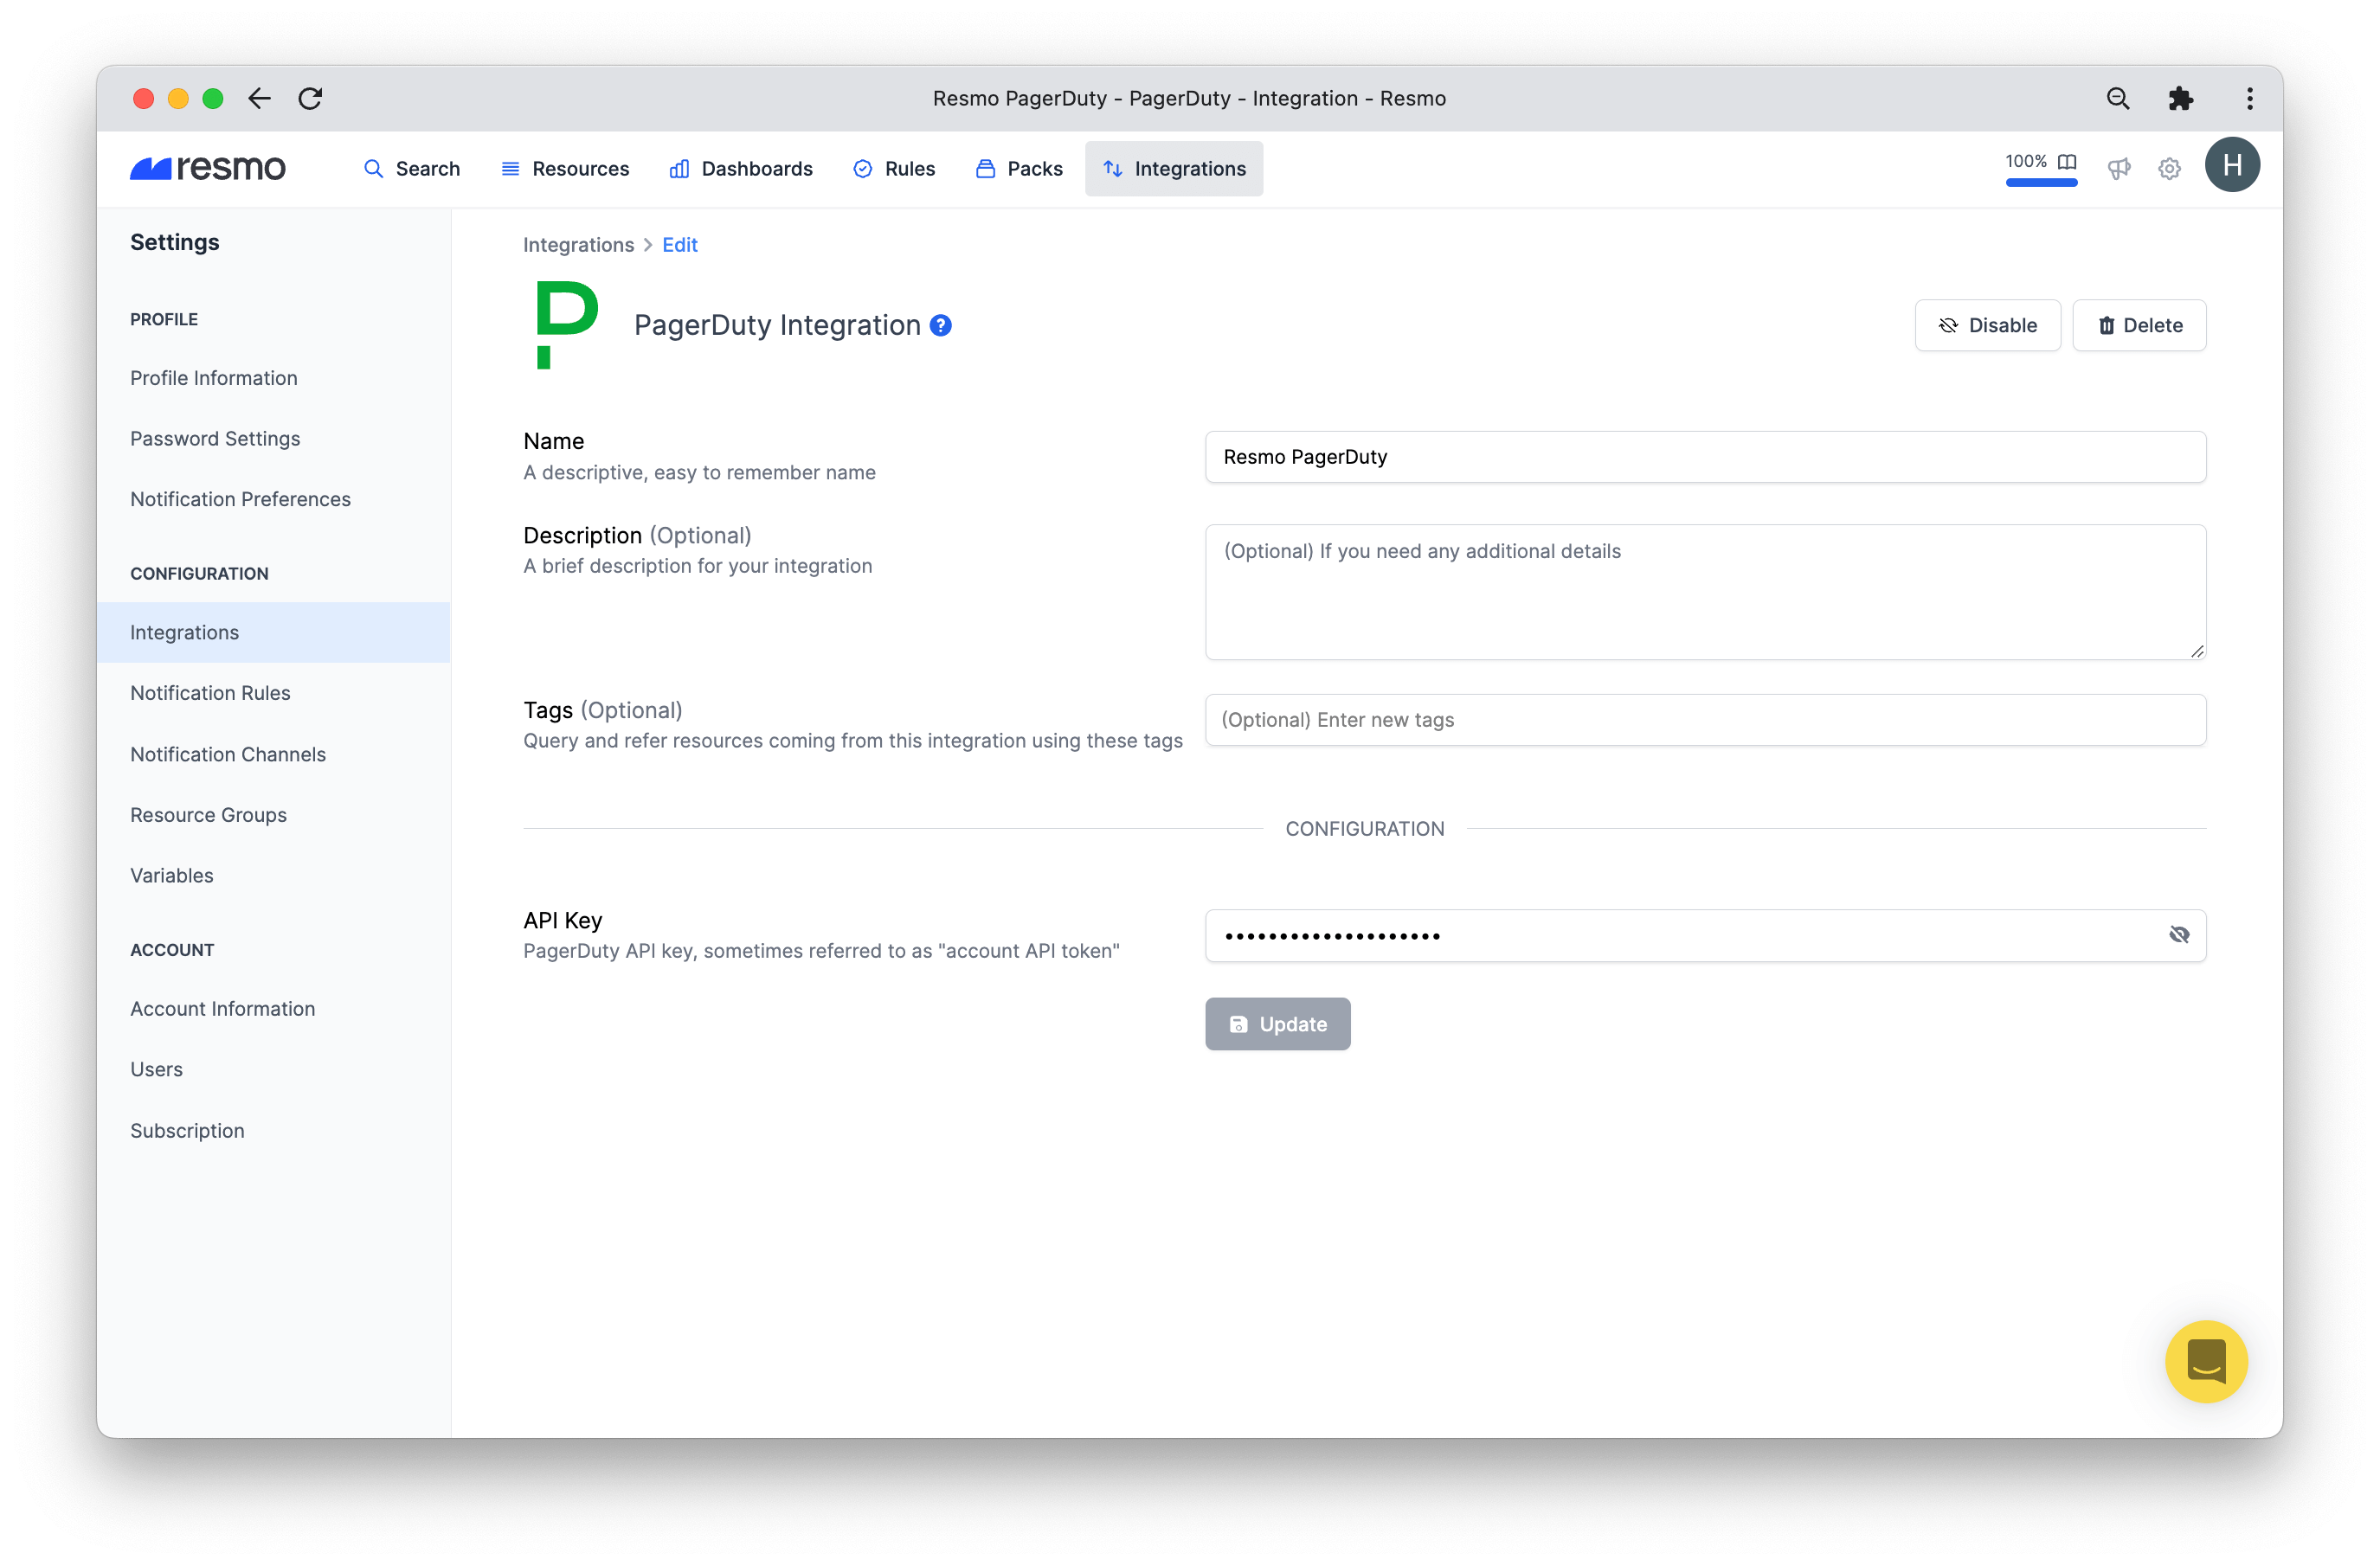 Resmo PagerDuty - PagerDuty - Integration - Resmo
resmo
Search
Resources
Dashboards
Rules
Packs
Integrations
100%
H
Settings
PROFILE
Profile Information
Password Settings
Notification Preferences
CONFIGURATION
Integrations
Notification Rules
Notification Channels
Resource Groups
Variables
ACCOUNT
Account Information
Users
Subscription
Integrations > Edit
PagerDuty Integration ?
Disable
Delete
Name
A descriptive, easy to remember name
Resmo PagerDuty
Description (Optional)
A brief description for your integration
(Optional) If you need any additional details
Tags (Optional)
Query and refer resources coming from this integration using these tags
(Optional) Enter new tags
CONFIGURATION
API Key
PagerDuty API key, sometimes referred to as "account API token"
••••••••••••••••••••
Update